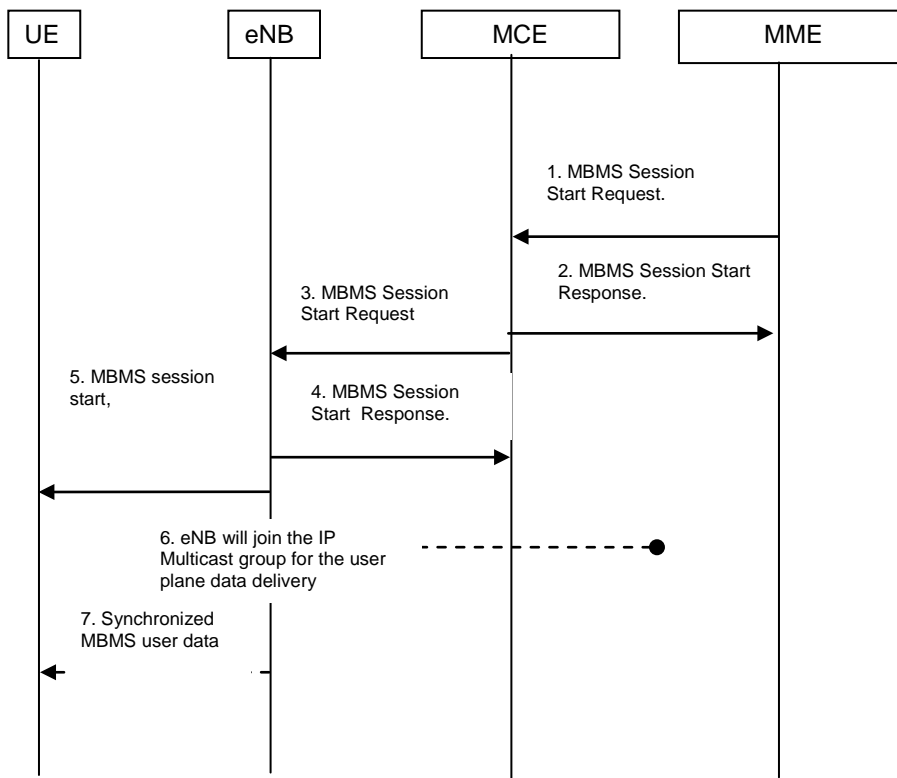 UE
eNB
MCE
MME
1. MBMS Session
Start Request.
2. MBMS Session Start
Response.
3. MBMS Session
Start Request
4. MBMS Session
Start Response.
5. MBMS session
start,
6. eNB will join the IP
Multicast group for the user
plane data delivery
7. Synchronized
MBMS user data